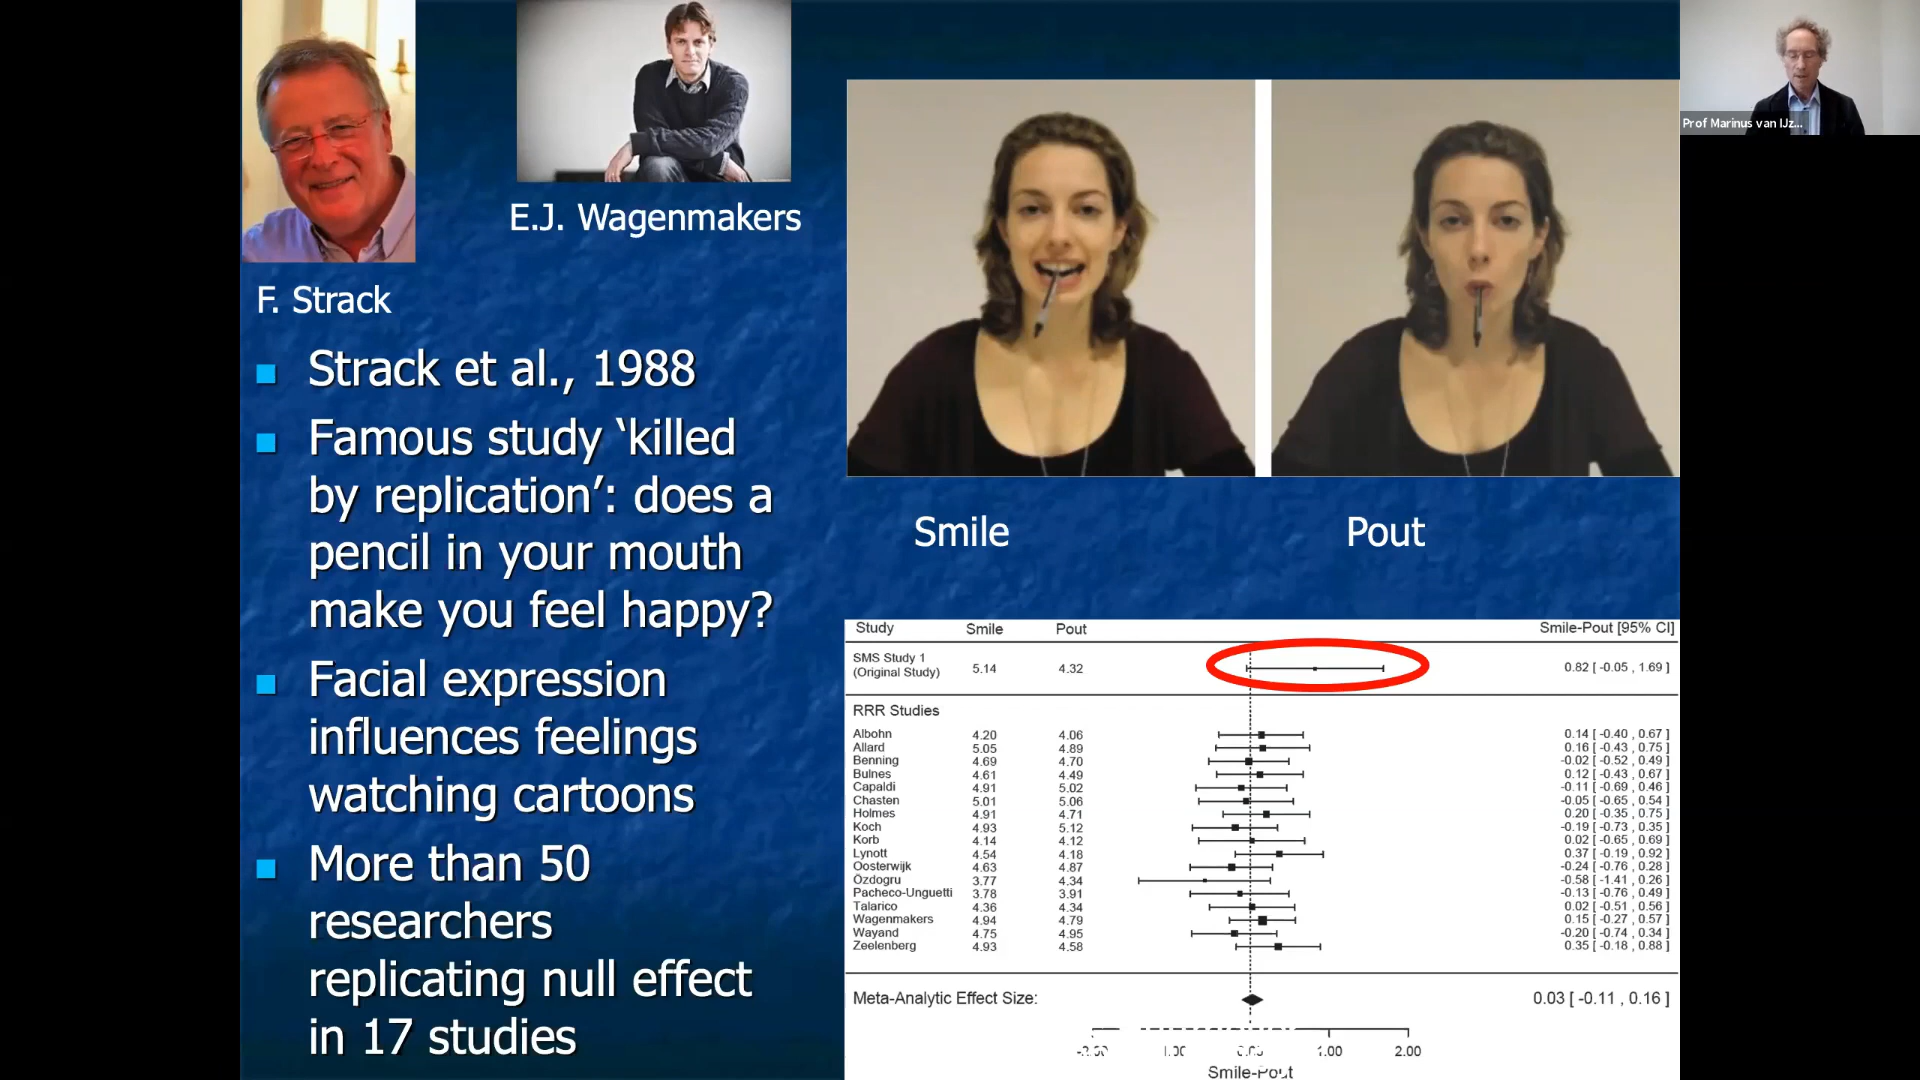 E.J. Wagenmakers
F. Strack
Strack et al., 1988
Famous study ‘killed
by replication’: does a
pencil in your mouth
make you feel happy?
Facial expression
influences feelings
watching cartoons
More than 50
researchers
replicating null effect
in 17 studies
Smile Pout
Study Smile Pout Smile-Pout [95% CI]
SMS Study 1
(Original Study) 5.14 4.32 0.82 [ -0.05 , 1.69 ]
RRR Studies
Albohn 4.20 4.06 0.14 [ -0.40 , 0.67 ]
Allard 5.05 4.89 0.16 [ -0.43 , 0.75 ]
Benning 4.69 4.70 -0.02 [ -0.52 , 0.49 ]
Bulnes 4.61 4.49 0.12 [ -0.43 , 0.67 ]
Capaldi 4.91 5.02 -0.11 [ -0.69 , 0.46 ]
Chasten 5.01 5.06 -0.05 [ -0.65 , 0.54 ]
Holmes 4.91 4.71 0.20 [ -0.35 , 0.75 ]
Koch 4.93 5.12 -0.19 [ -0.73 , 0.35 ]
Korb 4.14 4.12 0.02 [ -0.65 , 0.69 ]
Lynott 4.54 4.18 0.37 [ -0.19 , 0.92 ]
Oosterwijk 4.63 4.87 -0.24 [ -0.76 , 0.28 ]
Özdogru 3.77 4.34 -0.58 [ -1.41 , 0.26 ]
Pacheco-Unguetti 3.78 3.91 -0.13 [ -0.76 , 0.49 ]
Talarico 4.36 4.34 0.02 [ -0.51 , 0.56 ]
Wagenmakers 4.94 4.79 0.15 [ -0.27 , 0.57 ]
Wayand 4.75 4.95 -0.20 [ -0.74 , 0.34 ]
Zeelenberg 4.93 4.58 0.35 [ -0.18 , 0.88 ]
Meta-Analytic Effect Size: 0.03 [ -0.11 , 0.16 ]
1.00 2.00
Smile-Pout
Prof Marinus van IJz...